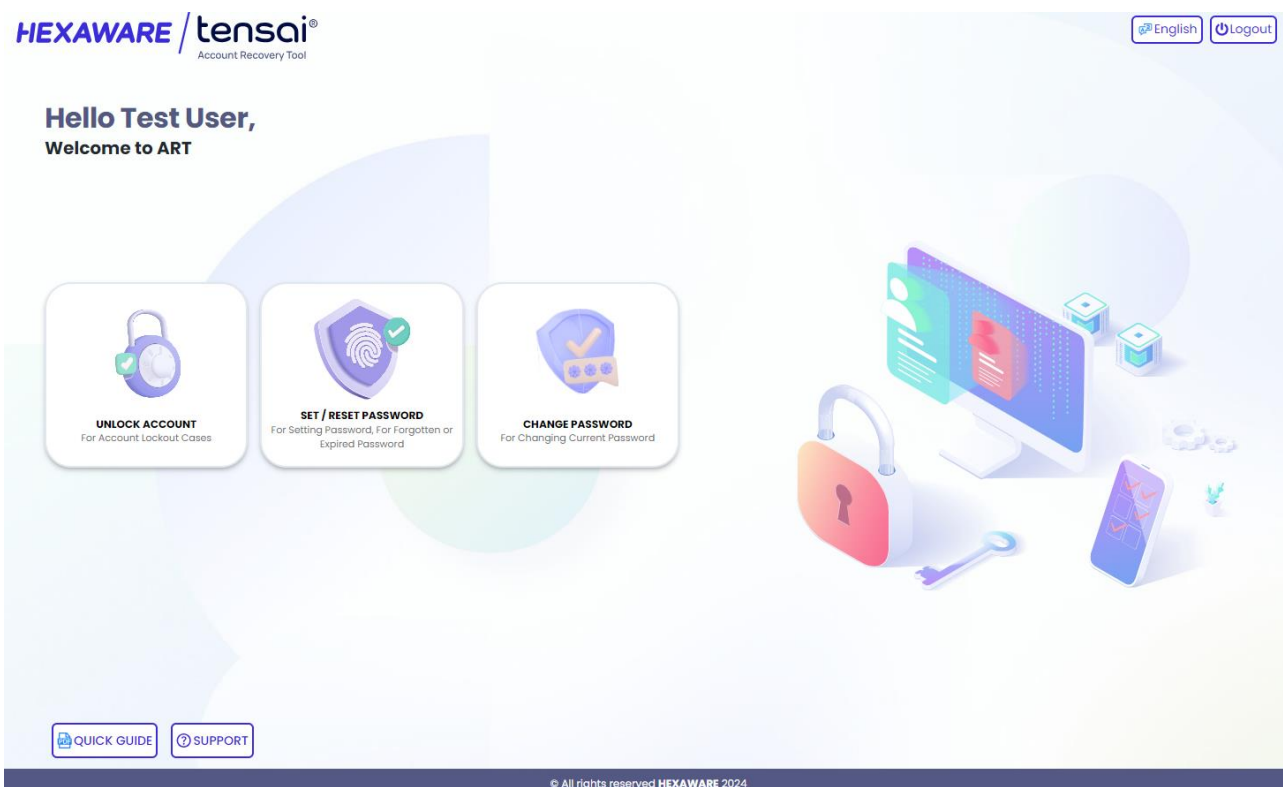 HEXAWARE / tensai®
Account Recovery Tool
English
Logout
Hello Test User,
Welcome to ART
UNLOCK ACCOUNT
For Account Lockout Cases
SET / RESET PASSWORD
For Setting Password, For Forgotten or
Expired Password
CHANGE PASSWORD
For Changing Current Password
QUICK GUIDE
SUPPORT
© All rights reserved HEXAWARE 2024